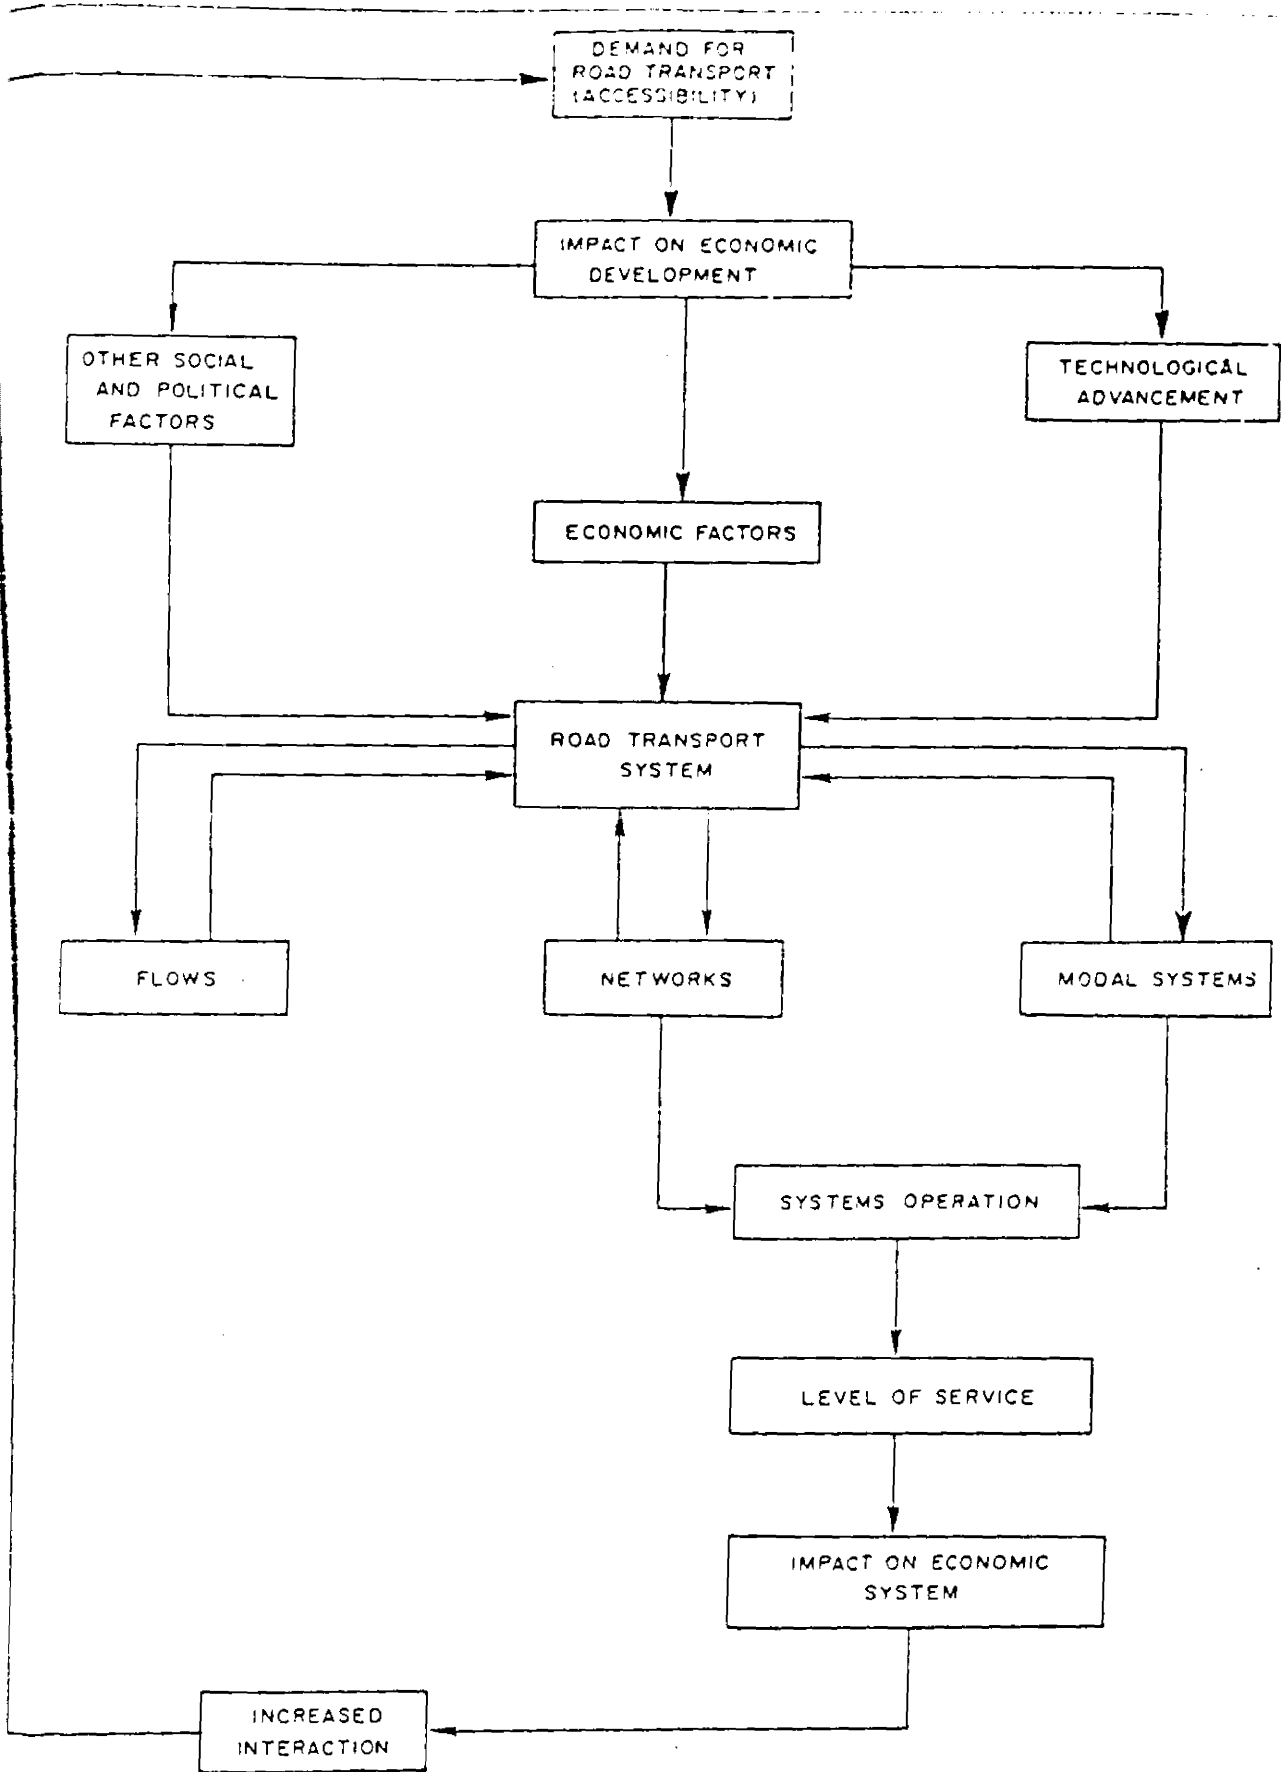 DEMAND FOR
ROAD TRANSPORT
(ACCESSIBILITY)
IMPACT ON ECONOMIC
DEVELOPMENT
OTHER SOCIAL
AND POLITICAL
FACTORS
TECHNOLOGICAL
ADVANCEMENT
ECONOMIC FACTORS
ROAD TRANSPORT
SYSTEM
FLOWS
NETWORKS
MODAL SYSTEMS
SYSTEMS OPERATION
LEVEL OF SERVICE
IMPACT ON ECONOMIC
SYSTEM
INCREASED
INTERACTION